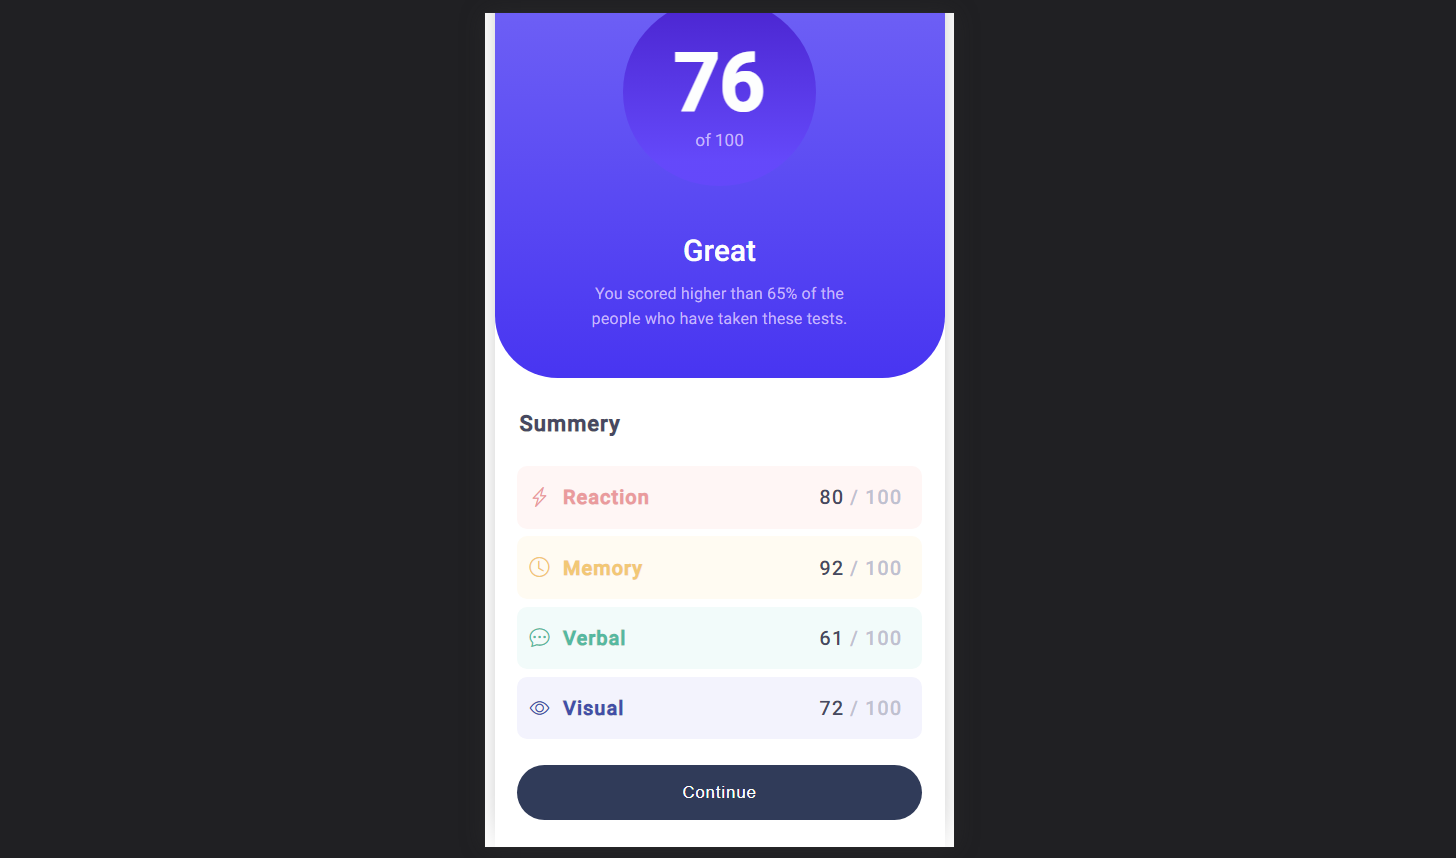 76
of 100
Great
You scored higher than 65% of the
people who have taken these tests.
Summery
Reaction 80 / 100
Memory 92 / 100
Verbal 61 / 100
Visual 72 / 100
Continue